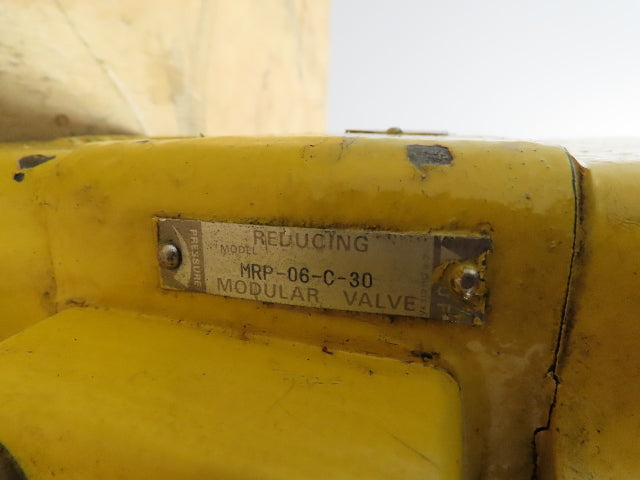 PRESSURE
REDUCING
MODEL
MRP-06-C-30
MODULAR VALVE